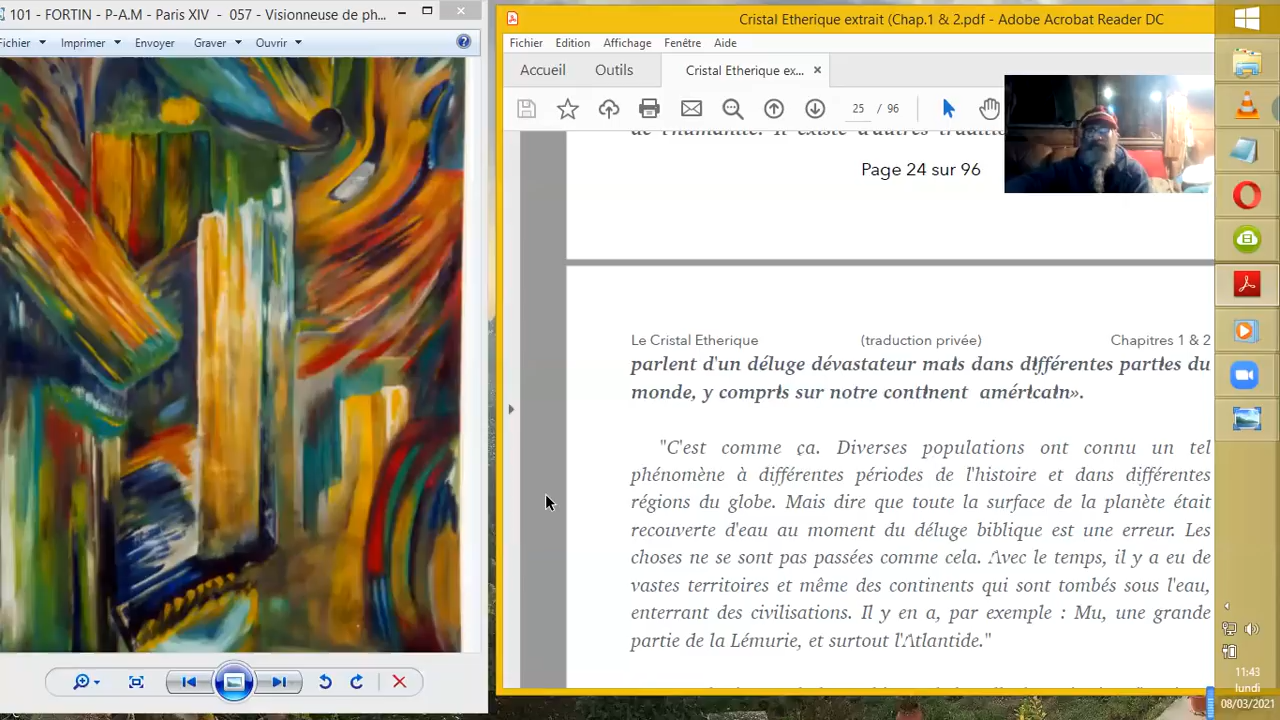 101 - FORTIN - P-A.M - Paris XIV - 057 - Visionneuse de ph...
Fichier Imprimer Envoyer Graver Ouvrir
Cristal Etherique extrait (Chap.1 & 2.pdf - Adobe Acrobat Reader DC
Fichier Edition Affichage Fenêtre Aide
Accueil Outils Cristal Etherique ex...
25 / 96
de l'humanité. Il existe d'autres
Page 24 sur 96
Le Cristal Etherique (traduction privée) Chapitres 1 & 2
parlent d'un déluge dévastateur mais dans différentes parties du
monde, y compris sur notre continent américain».
"C'est comme ça. Diverses populations ont connu un tel
phénomène à différentes périodes de l'histoire et dans différentes
régions du globe. Mais dire que toute la surface de la planète était
recouverte d'eau au moment du déluge biblique est une erreur. Les
choses ne se sont pas passées comme cela. Avec le temps, il y a eu de
vastes territoires et même des continents qui sont tombés sous l'eau,
enterrant des civilisations. Il y en a, par exemple : Mu, une grande
partie de la Lémurie, et surtout l'Atlantide."
11:43
lundi
08/03/2021